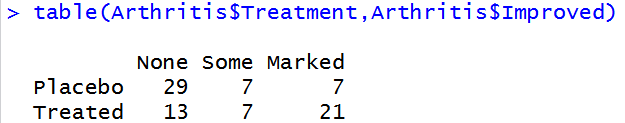 > table(Arthritis$Treatment,Arthritis$Improved)
None Some Marked
Placebo 29 7 7
Treated 13 7 21